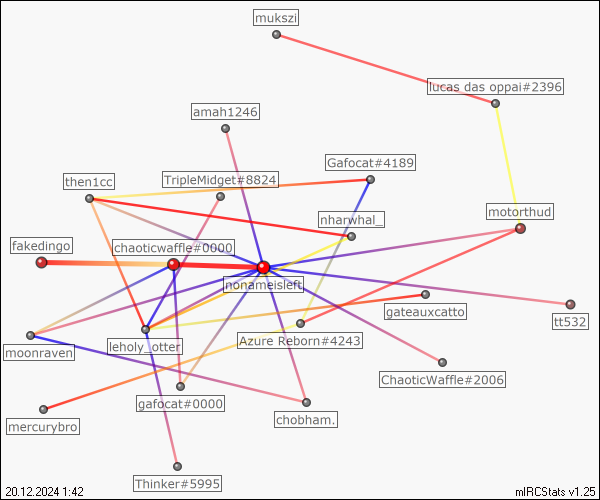 mukszi
lucas das oppai#2396
amah1246
Gafocat#4189
then1cc
TripleMidget#8824
nharwhal_
motorthud
fakedingo
chaoticwaffle#0000
nonameisleft
gateauxcatto
tt532
moonraven
leholy_otter
Azure Reborn#4243
ChaoticWaffle#2006
gafocat#0000
chobham.
mercurybro
Thinker#5995
20.12.2024 1:42
mIRCStats v1.25